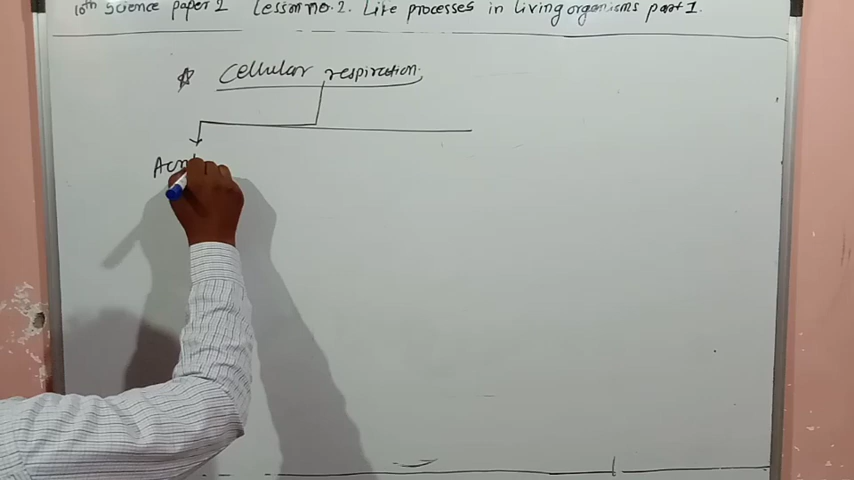 10th Science paper 2 Lesson no. 2. Life processes in living organisms part 1.
☆ Cellular respiration.